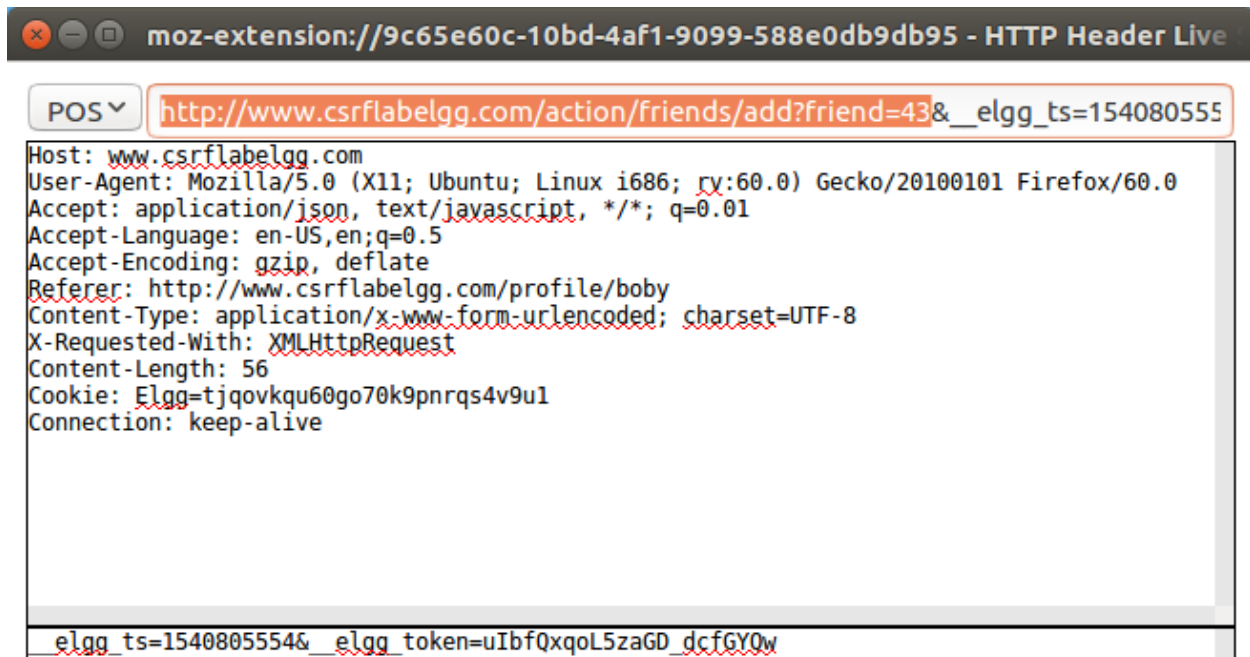 moz-extension://9c65e60c-10bd-4af1-9099-588e0db9db95 - HTTP Header Live
POS http://www.csrflabelgg.com/action/friends/add?friend=43&__elgg_ts=154080555
Host: www.csrflabelgg.com
User-Agent: Mozilla/5.0 (X11; Ubuntu; Linux i686; rv:60.0) Gecko/20100101 Firefox/60.0
Accept: application/json, text/javascript, */*; q=0.01
Accept-Language: en-US,en;q=0.5
Accept-Encoding: gzip, deflate
Referer: http://www.csrflabelgg.com/profile/boby
Content-Type: application/x-www-form-urlencoded; charset=UTF-8
X-Requested-With: XMLHttpRequest
Content-Length: 56
Cookie: Elgg=tjqovkqu60go70k9pnrqs4v9u1
Connection: keep-alive
__elgg_ts=1540805554&__elgg_token=uIbfQxqoL5zaGD_dcfGYOw